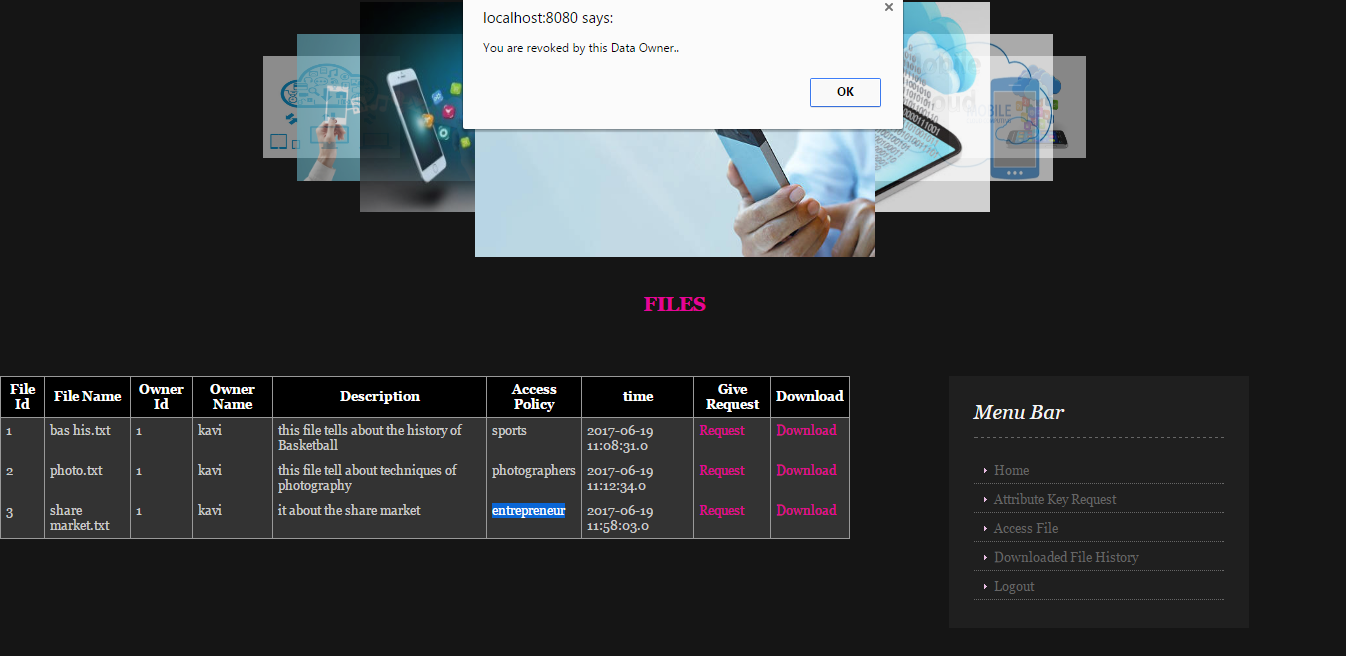 localhost:8080 says:
You are revoked by this Data Owner..
OK
MOBILE
FILES
File Id File Name Owner Id Owner Name Description Access Policy time Give Request Download
1 bas his.txt 1 kavi this file tells about the history of Basketball sports 2017-06-19 11:08:31.0 Request Download
2 photo.txt 1 kavi this file tell about techniques of photography photographers 2017-06-19 11:12:34.0 Request Download
3 share market.txt 1 kavi it about the share market entrepreneur 2017-06-19 11:58:03.0 Request Download
Menu Bar
Home
Attribute Key Request
Access File
Downloaded File History
Logout